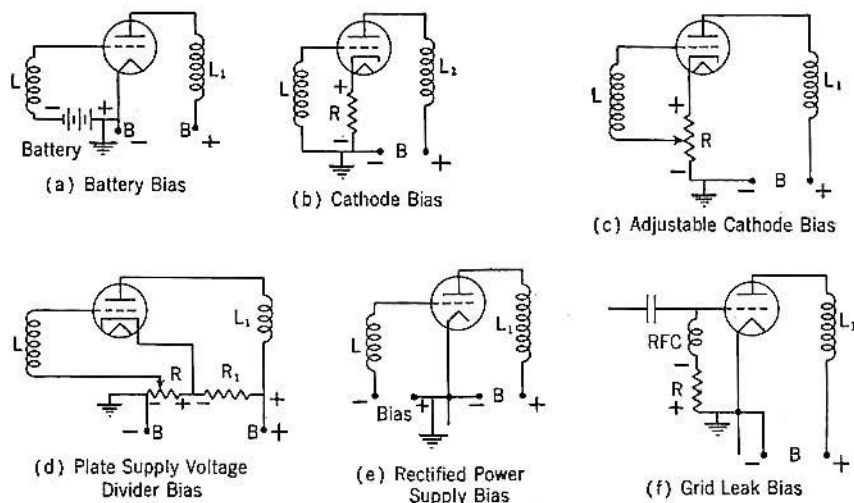 L
L₁
Battery
B
B
− +
− +
(a) Battery Bias
L
R
L₂
+
−
− B +
(b) Cathode Bias
L
R
L₁
+
−
− B +
(c) Adjustable Cathode Bias
L
L₁
R
R₁
− + − +
− B
B +
(d) Plate Supply Voltage
Divider Bias
L
L₁
Bias
− + − B +
(e) Rectified Power
Supply Bias
RFC
L₁
−
R
+
− B +
(f) Grid Leak Bias